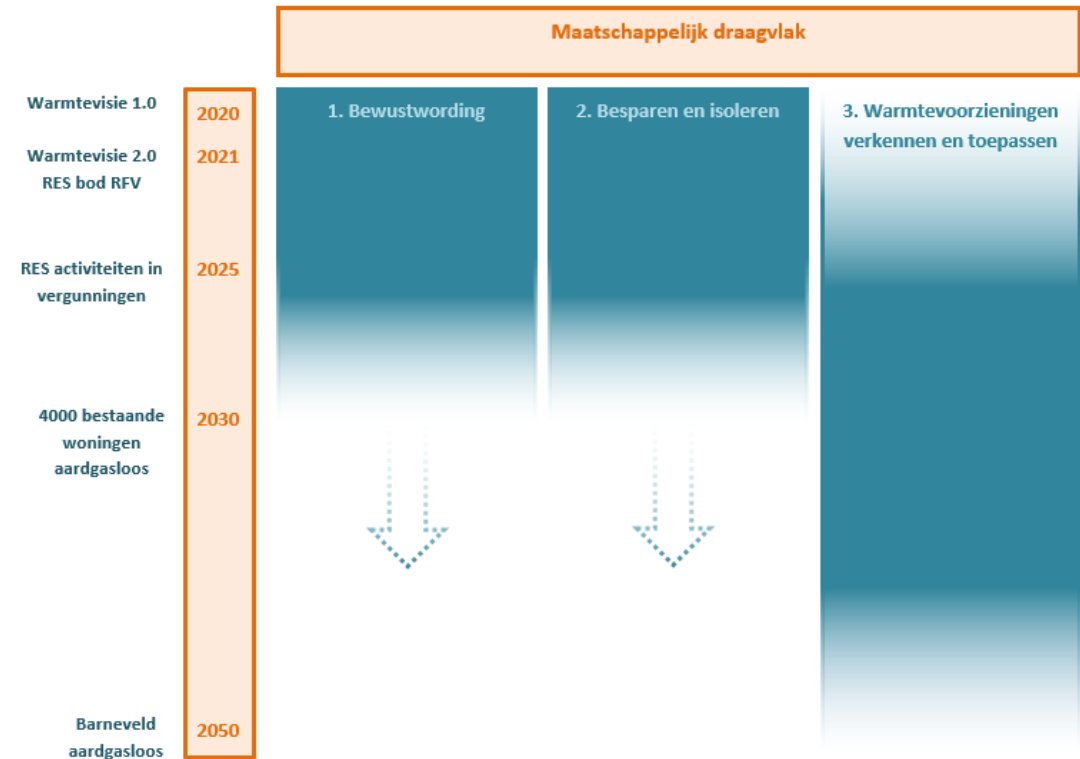 Maatschappelijk draagvlak
Warmtevisie 1.0
2020
1. Bewustwording
2. Besparen en isoleren
3. Warmtevoorzieningen
verkennen en toepassen
Warmtevisie 2.0
RES bod RFV
2021
RES activiteiten in
vergunningen
2025
4000 bestaande
woningen
aardgasloos
2030
Barneveld
aardgasloos
2050